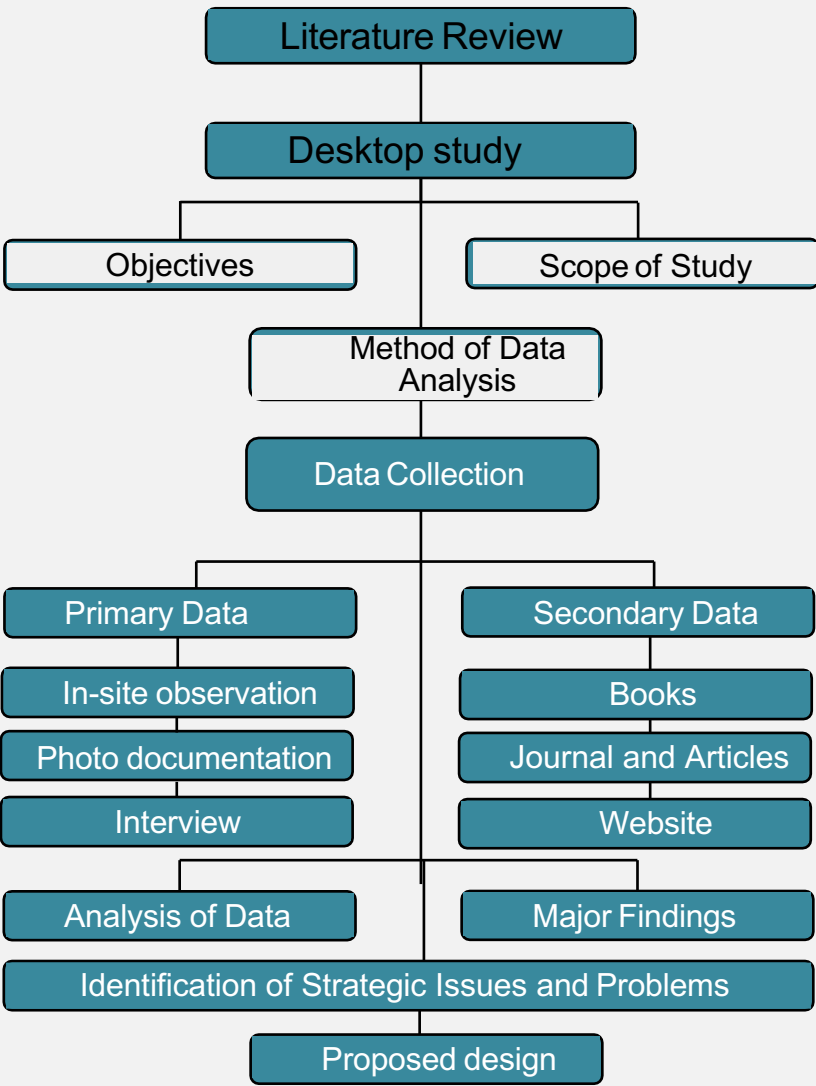 Literature Review
Desktop study
Objectives
Scope of Study
Method of Data
Analysis
Data Collection
Primary Data
Secondary Data
In-site observation
Books
Photo documentation
Journal and Articles
Interview
Website
Analysis of Data
Major Findings
Identification of Strategic Issues and Problems
Proposed design